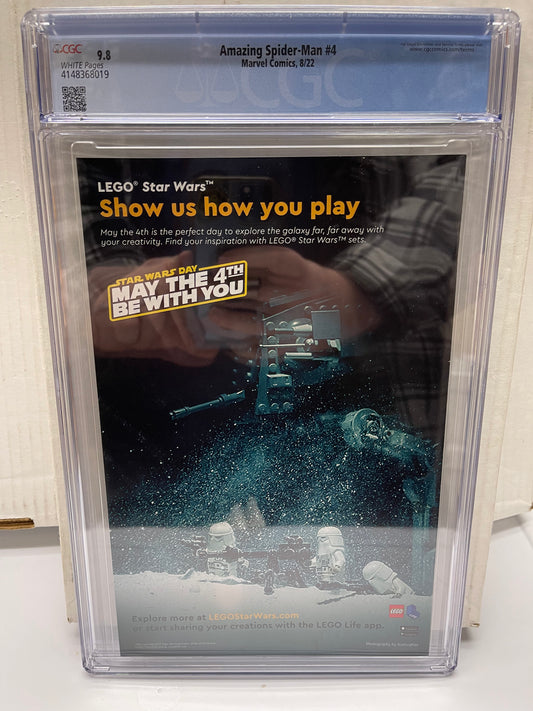 CGC 9.8
WHITE Pages
4148368019
Amazing Spider-Man #4
Marvel Comics, 8/22
www.cgccomics.com/terms
CGC
LEGO® Star Wars™
Show us how you play
May the 4th is the perfect day to explore the galaxy far, far away with
your creativity. Find your inspiration with LEGO® Star Wars™ sets.
STAR WARS DAY
MAY THE 4TH
BE WITH YOU
Explore more at LEGOStarWars.com
or start sharing your creations with the LEGO Life app.
LEGO